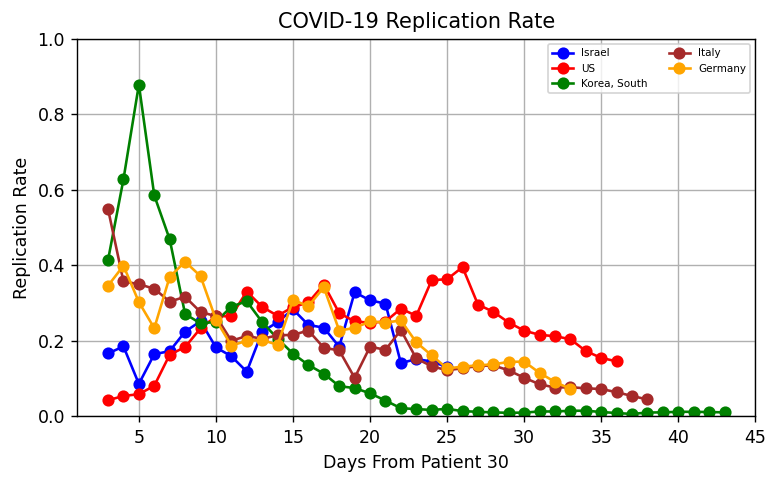 COVID-19 Replication Rate
Israel
US
Korea, South
Italy
Germany
Replication Rate
1.0
0.8
0.6
0.4
0.2
0.0
5 10 15 20 25 30 35 40 45
Days From Patient 30